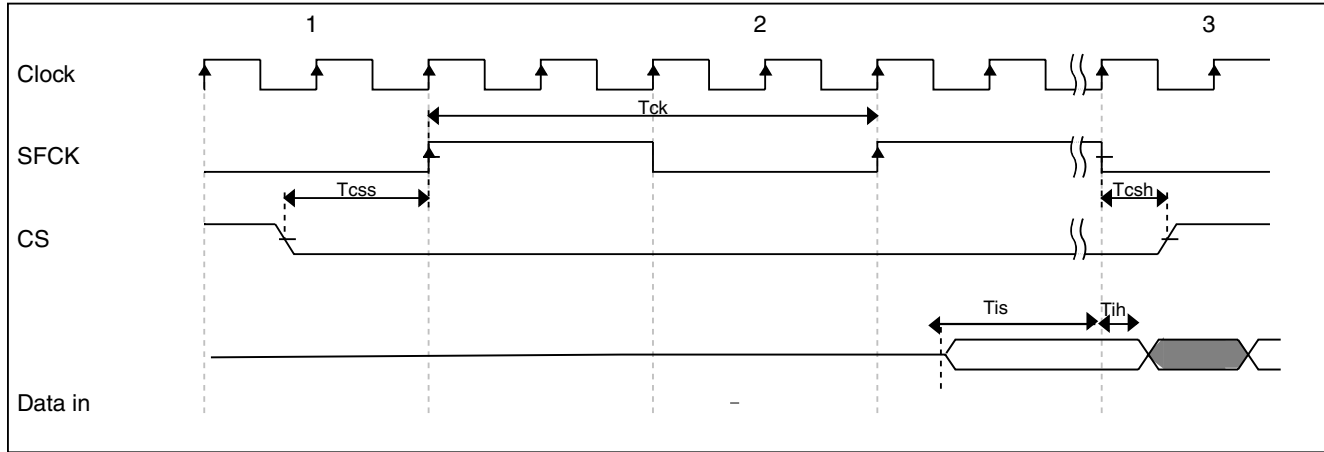 1 2 3
Clock
Tck
SFCK
Tcss Tcsh
CS
Tis Tih
Data in